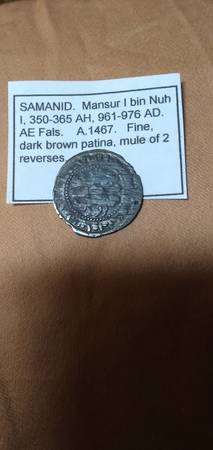 SAMANID. Mansur I bin Nuh
I, 350-365 AH, 961-976 AD.
AE Fals. A.1467. Fine,
dark brown patina, mule of 2
reverses.